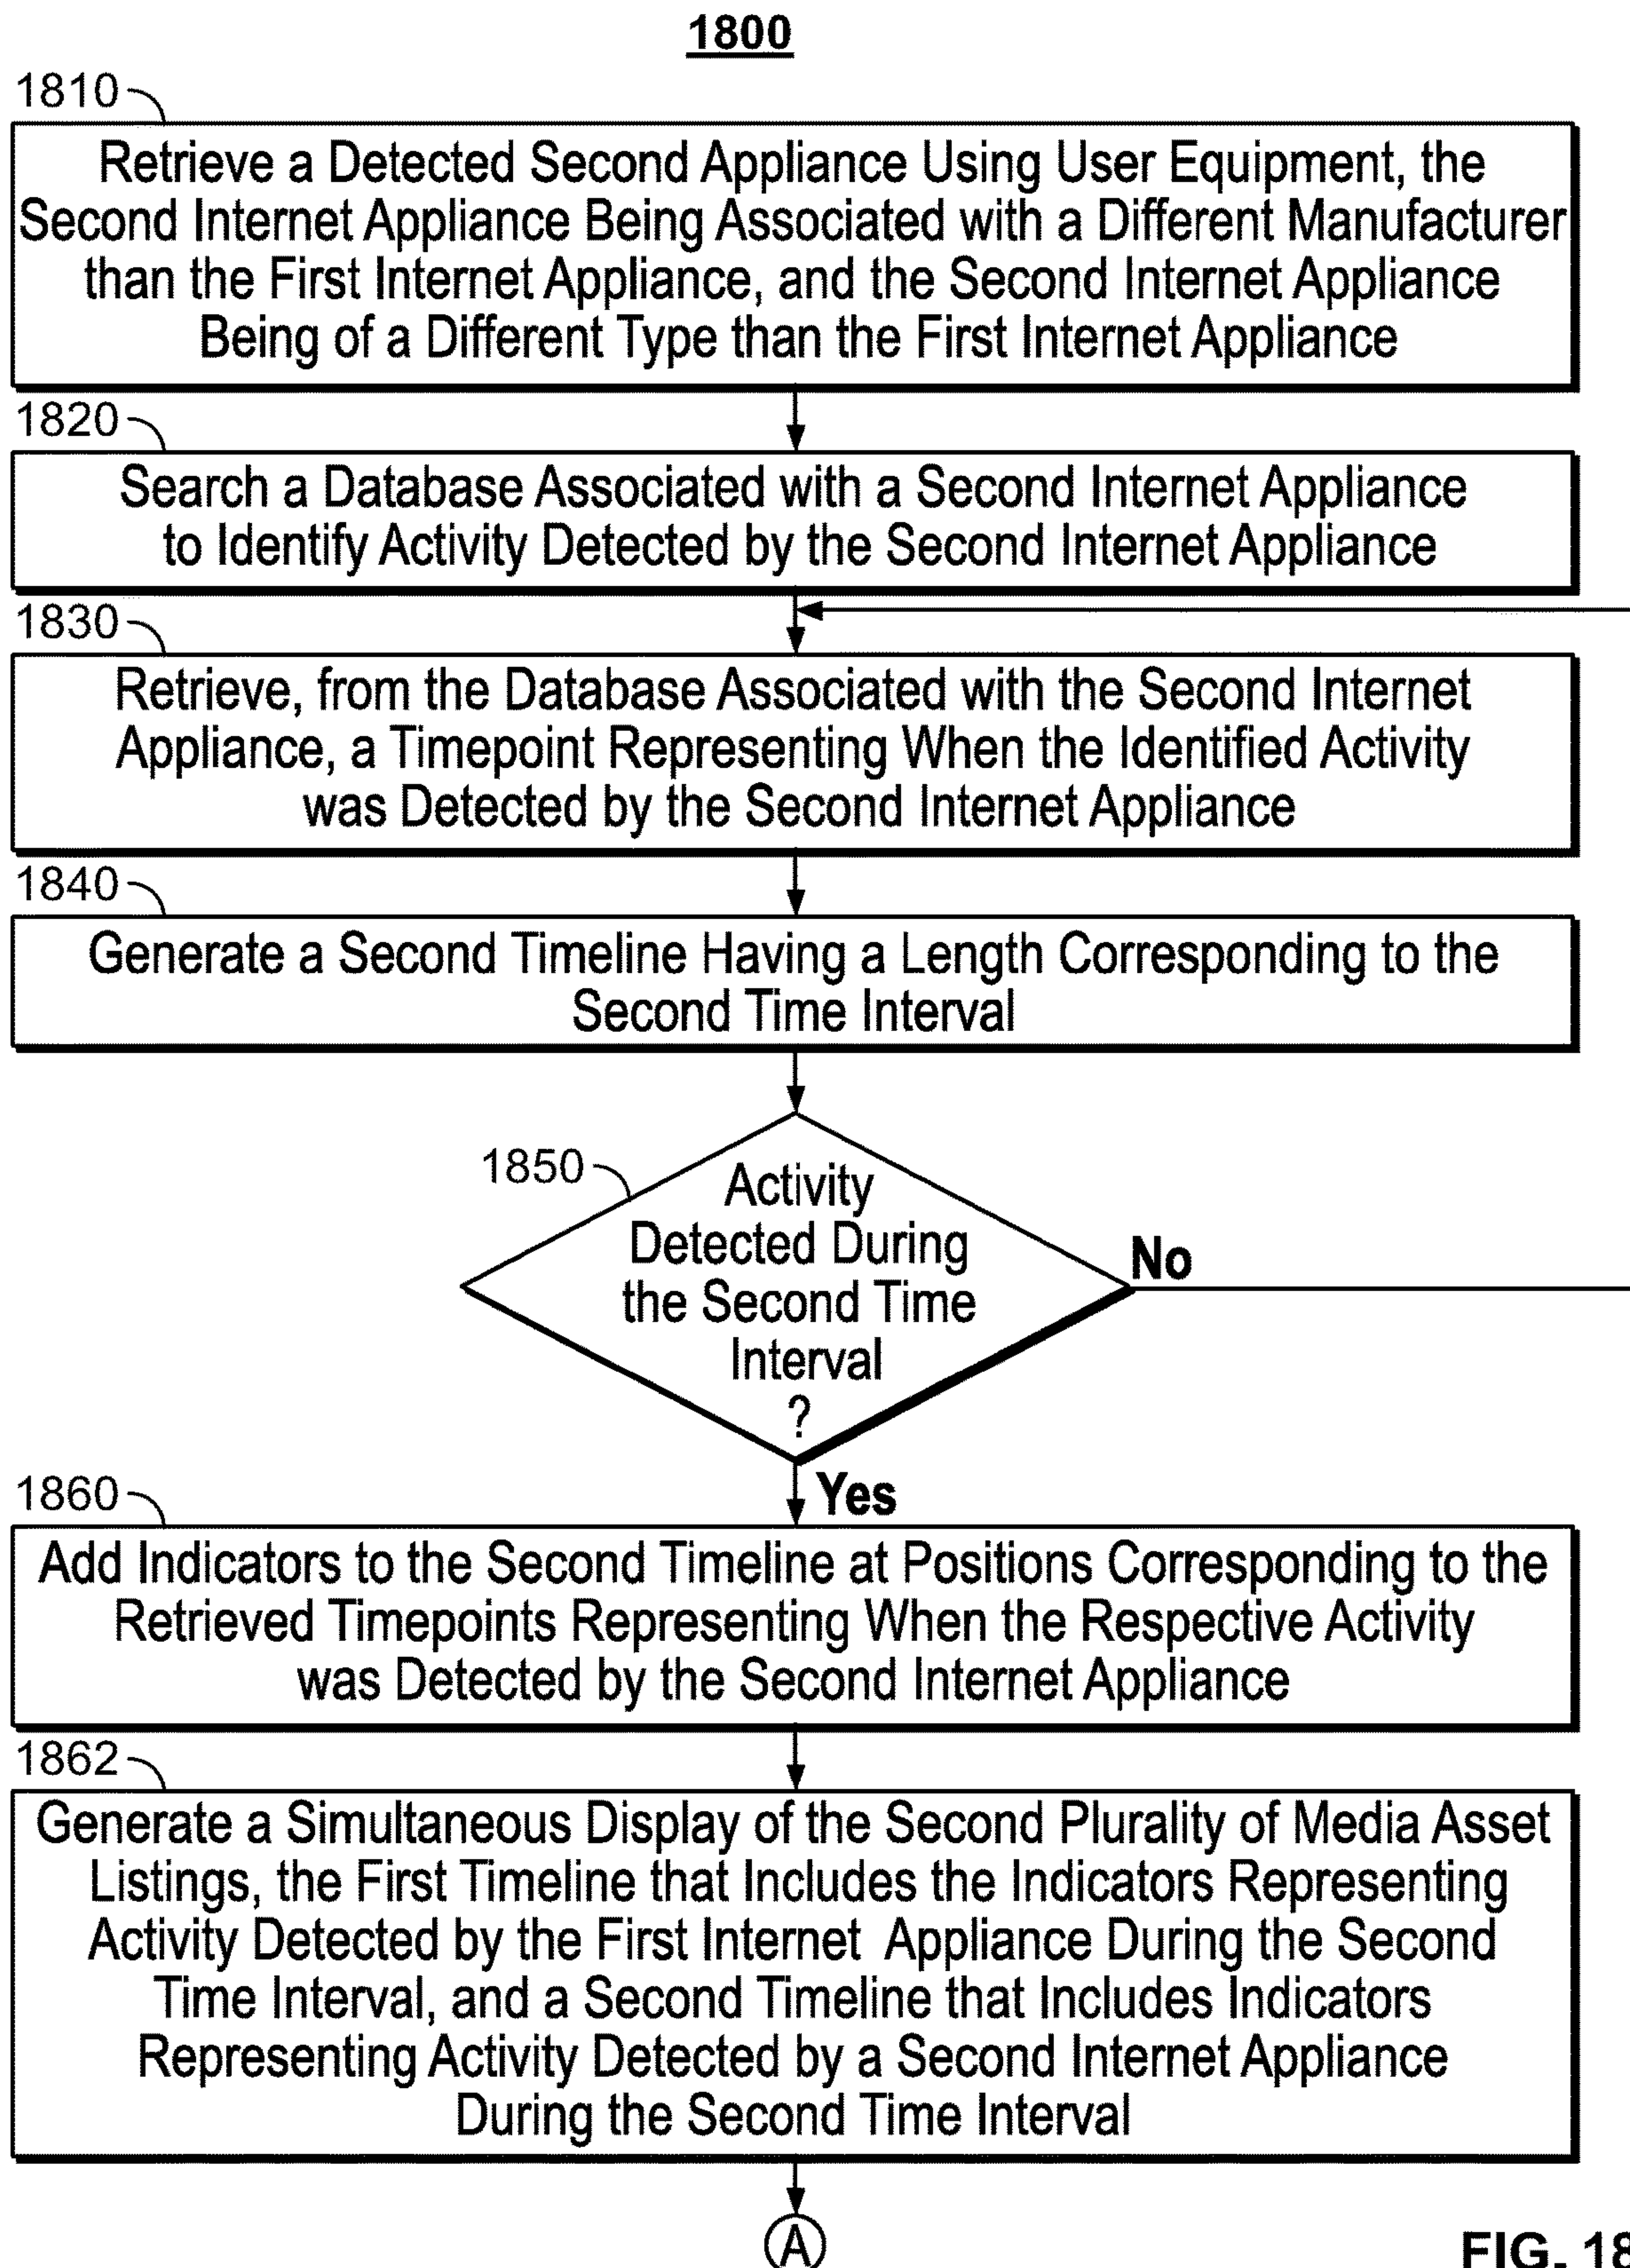 1800
1810
Retrieve a Detected Second Appliance Using User Equipment, the
Second Internet Appliance Being Associated with a Different Manufacturer
than the First Internet Appliance, and the Second Internet Appliance
Being of a Different Type than the First Internet Appliance
1820
Search a Database Associated with a Second Internet Appliance
to Identify Activity Detected by the Second Internet Appliance
1830
Retrieve, from the Database Associated with the Second Internet
Appliance, a Timepoint Representing When the Identified Activity
was Detected by the Second Internet Appliance
1840
Generate a Second Timeline Having a Length Corresponding to the
Second Time Interval
1850
Activity
Detected During
the Second Time
Interval
?
No
Yes
1860
Add Indicators to the Second Timeline at Positions Corresponding to the
Retrieved Timepoints Representing When the Respective Activity
was Detected by the Second Internet Appliance
1862
Generate a Simultaneous Display of the Second Plurality of Media Asset
Listings, the First Timeline that Includes the Indicators Representing
Activity Detected by the First Internet Appliance During the Second
Time Interval, and a Second Timeline that Includes Indicators
Representing Activity Detected by a Second Internet Appliance
During the Second Time Interval
A
FIG. 18